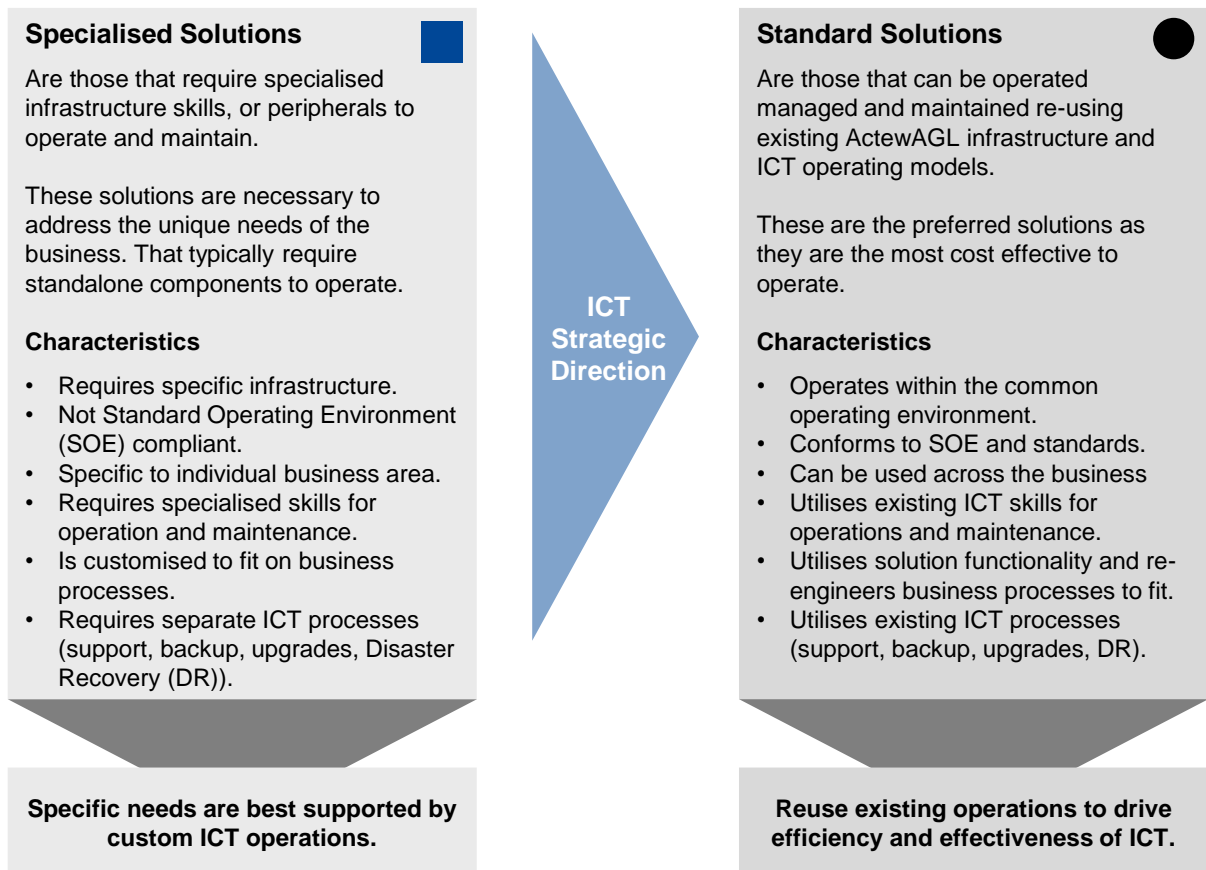 Specialised Solutions
Are those that require specialised
infrastructure skills, or peripherals to
operate and maintain.
These solutions are necessary to
address the unique needs of the
business. That typically require
standalone components to operate.
Characteristics
• Requires specific infrastructure.
• Not Standard Operating Environment
(SOE) compliant.
• Specific to individual business area.
• Requires specialised skills for
operation and maintenance.
• Is customised to fit on business
processes.
• Requires separate ICT processes
(support, backup, upgrades, Disaster
Recovery (DR)).
Specific needs are best supported by
custom ICT operations.
ICT
Strategic
Direction
Standard Solutions
Are those that can be operated
managed and maintained re-using
existing ActewAGL infrastructure and
ICT operating models.
These are the preferred solutions as
they are the most cost effective to
operate.
Characteristics
• Operates within the common
operating environment.
• Conforms to SOE and standards.
• Can be used across the business
• Utilises existing ICT skills for
operations and maintenance.
• Utilises solution functionality and re-
engineers business processes to fit.
• Utilises existing ICT processes
(support, backup, upgrades, DR).
Reuse existing operations to drive
efficiency and effectiveness of ICT.